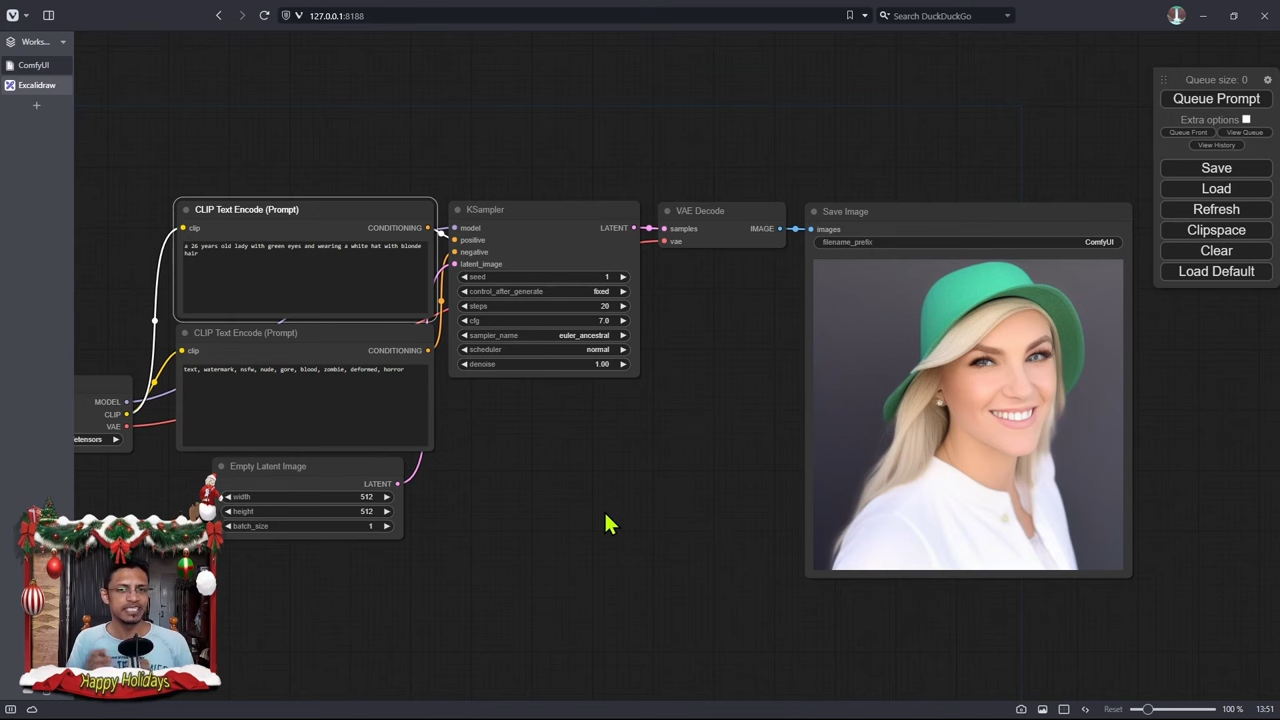 127.0.0.1:8188
Search DuckDuckGo
Works...
ComfyUI
Excalidraw
Queue size: 0
Queue Prompt
Extra options
Queue Front
View Queue
View History
Save
Load
Refresh
Clipspace
Clear
Load Default
CLIP Text Encode (Prompt)
clip
CONDITIONING
a 26 years old lady with green eyes and wearing a white hat with blonde
hair
CLIP Text Encode (Prompt)
clip
CONDITIONING
text, watermark, nsfw, nude, gore, blood, zombie, deformed, horror
MODEL
CLIP
VAE
etensors
Empty Latent Image
LATENT
width 512
height 512
batch_size 1
KSampler
model
LATENT
positive
negative
latent_image
seed 1
control_after_generate fixed
steps 20
cfg 7.0
sampler_name euler_ancestral
scheduler normal
denoise 1.00
VAE Decode
samples
IMAGE
vae
Save Image
images
filename_prefix ComfyUI
Happy Holidays
Reset
100 %
13:51